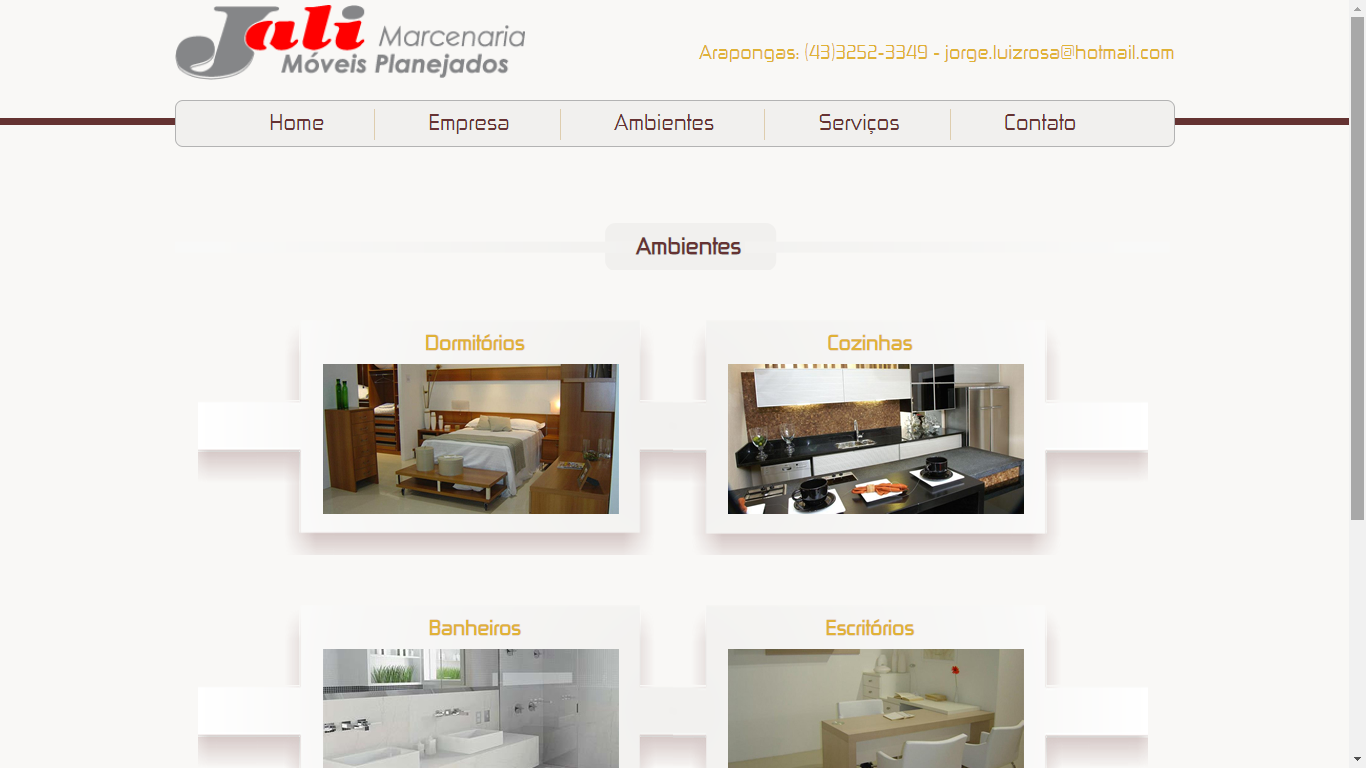 Jali Marcenaria
Móveis Planejados
Arapongas: (43)3252-3349 - jorge.luizrosa@hotmail.com
Home Empresa Ambientes Serviços Contato
Ambientes
Dormitórios Cozinhas
Banheiros Escritórios